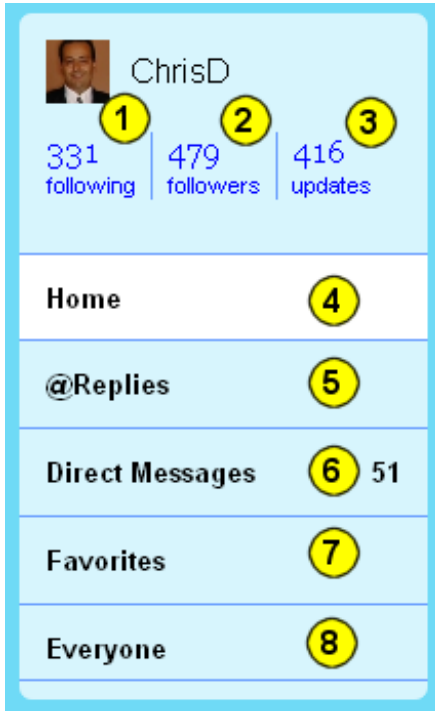 ChrisD
1 2 3
331 479 416
following followers updates
Home 4
@Replies 5
Direct Messages 6 51
Favorites 7
Everyone 8